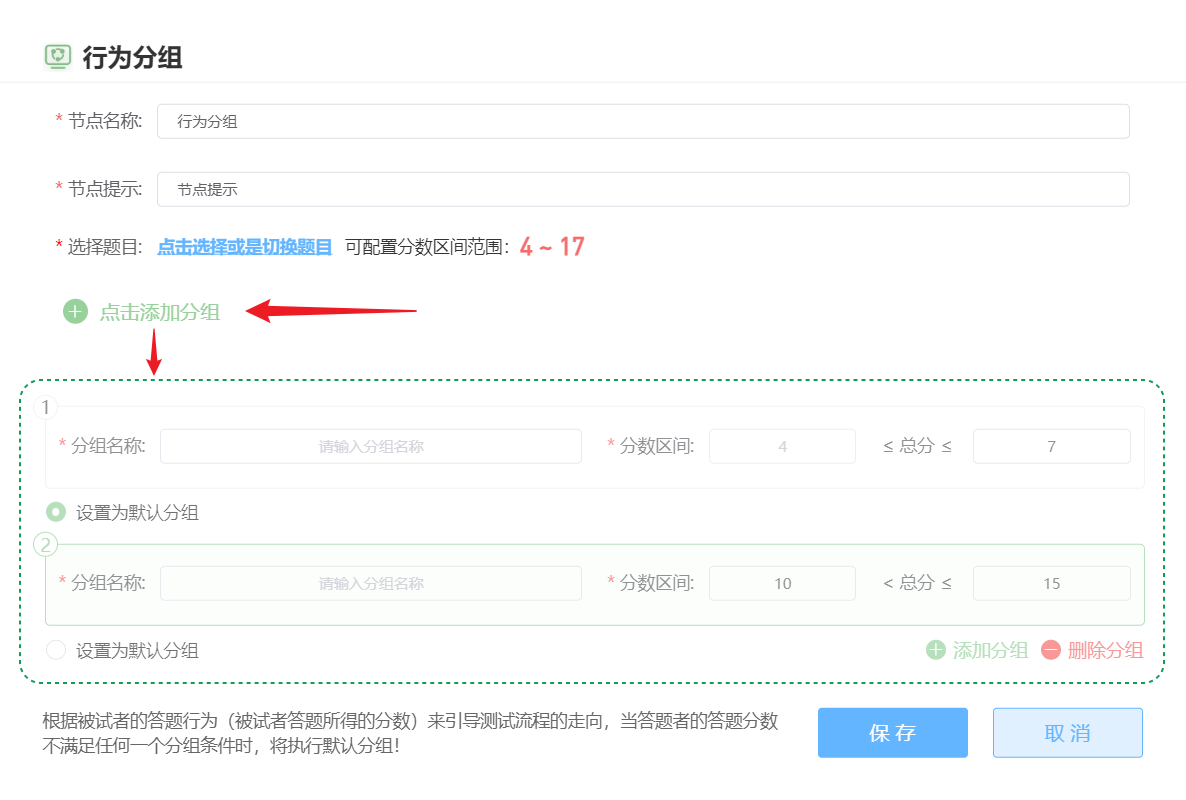 行为分组
* 节点名称: 行为分组
* 节点提示: 节点提示
* 选择题目: 点击选择或是切换题目 可配置分数区间范围： 4 ~ 17
点击添加分组
1
* 分组名称: 请输入分组名称 * 分数区间: 4 ≤ 总分 ≤ 7
设置为默认分组
2
* 分组名称: 请输入分组名称 * 分数区间: 10 < 总分 ≤ 15
设置为默认分组 添加分组 删除分组
根据被试者的答题行为（被试者答题所得的分数）来引导测试流程的走向，当答题者的答题分数
不满足任何一个分组条件时，将执行默认分组！
保 存 取 消